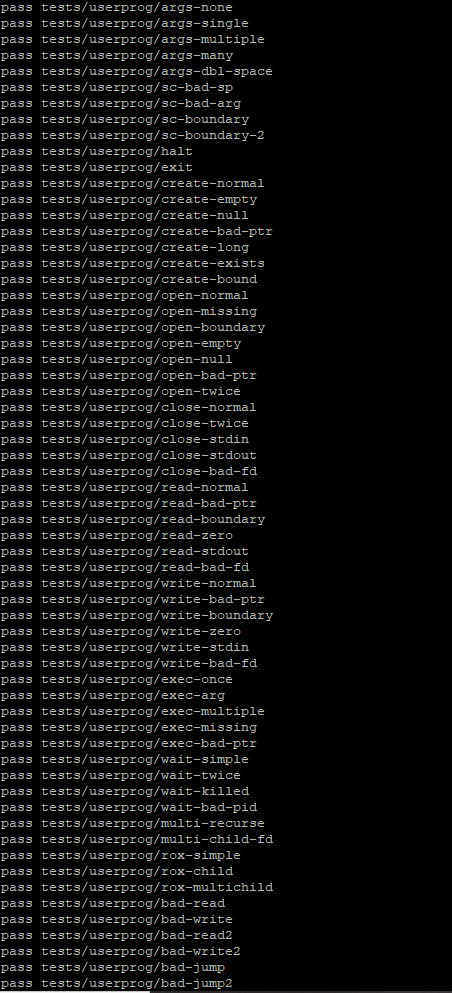 pass tests/userprog/args-none
pass tests/userprog/args-single
pass tests/userprog/args-multiple
pass tests/userprog/args-many
pass tests/userprog/args-dbl-space
pass tests/userprog/sc-bad-sp
pass tests/userprog/sc-bad-arg
pass tests/userprog/sc-boundary
pass tests/userprog/sc-boundary-2
pass tests/userprog/halt
pass tests/userprog/exit
pass tests/userprog/create-normal
pass tests/userprog/create-empty
pass tests/userprog/create-null
pass tests/userprog/create-bad-ptr
pass tests/userprog/create-long
pass tests/userprog/create-exists
pass tests/userprog/create-bound
pass tests/userprog/open-normal
pass tests/userprog/open-missing
pass tests/userprog/open-boundary
pass tests/userprog/open-empty
pass tests/userprog/open-null
pass tests/userprog/open-bad-ptr
pass tests/userprog/open-twice
pass tests/userprog/close-normal
pass tests/userprog/close-twice
pass tests/userprog/close-stdin
pass tests/userprog/close-stdout
pass tests/userprog/close-bad-fd
pass tests/userprog/read-normal
pass tests/userprog/read-bad-ptr
pass tests/userprog/read-boundary
pass tests/userprog/read-zero
pass tests/userprog/read-stdout
pass tests/userprog/read-bad-fd
pass tests/userprog/write-normal
pass tests/userprog/write-bad-ptr
pass tests/userprog/write-boundary
pass tests/userprog/write-zero
pass tests/userprog/write-stdin
pass tests/userprog/write-bad-fd
pass tests/userprog/exec-once
pass tests/userprog/exec-arg
pass tests/userprog/exec-multiple
pass tests/userprog/exec-missing
pass tests/userprog/exec-bad-ptr
pass tests/userprog/wait-simple
pass tests/userprog/wait-twice
pass tests/userprog/wait-killed
pass tests/userprog/wait-bad-pid
pass tests/userprog/multi-recurse
pass tests/userprog/multi-child-fd
pass tests/userprog/rox-simple
pass tests/userprog/rox-child
pass tests/userprog/rox-multichild
pass tests/userprog/bad-read
pass tests/userprog/bad-write
pass tests/userprog/bad-read2
pass tests/userprog/bad-write2
pass tests/userprog/bad-jump
pass tests/userprog/bad-jump2